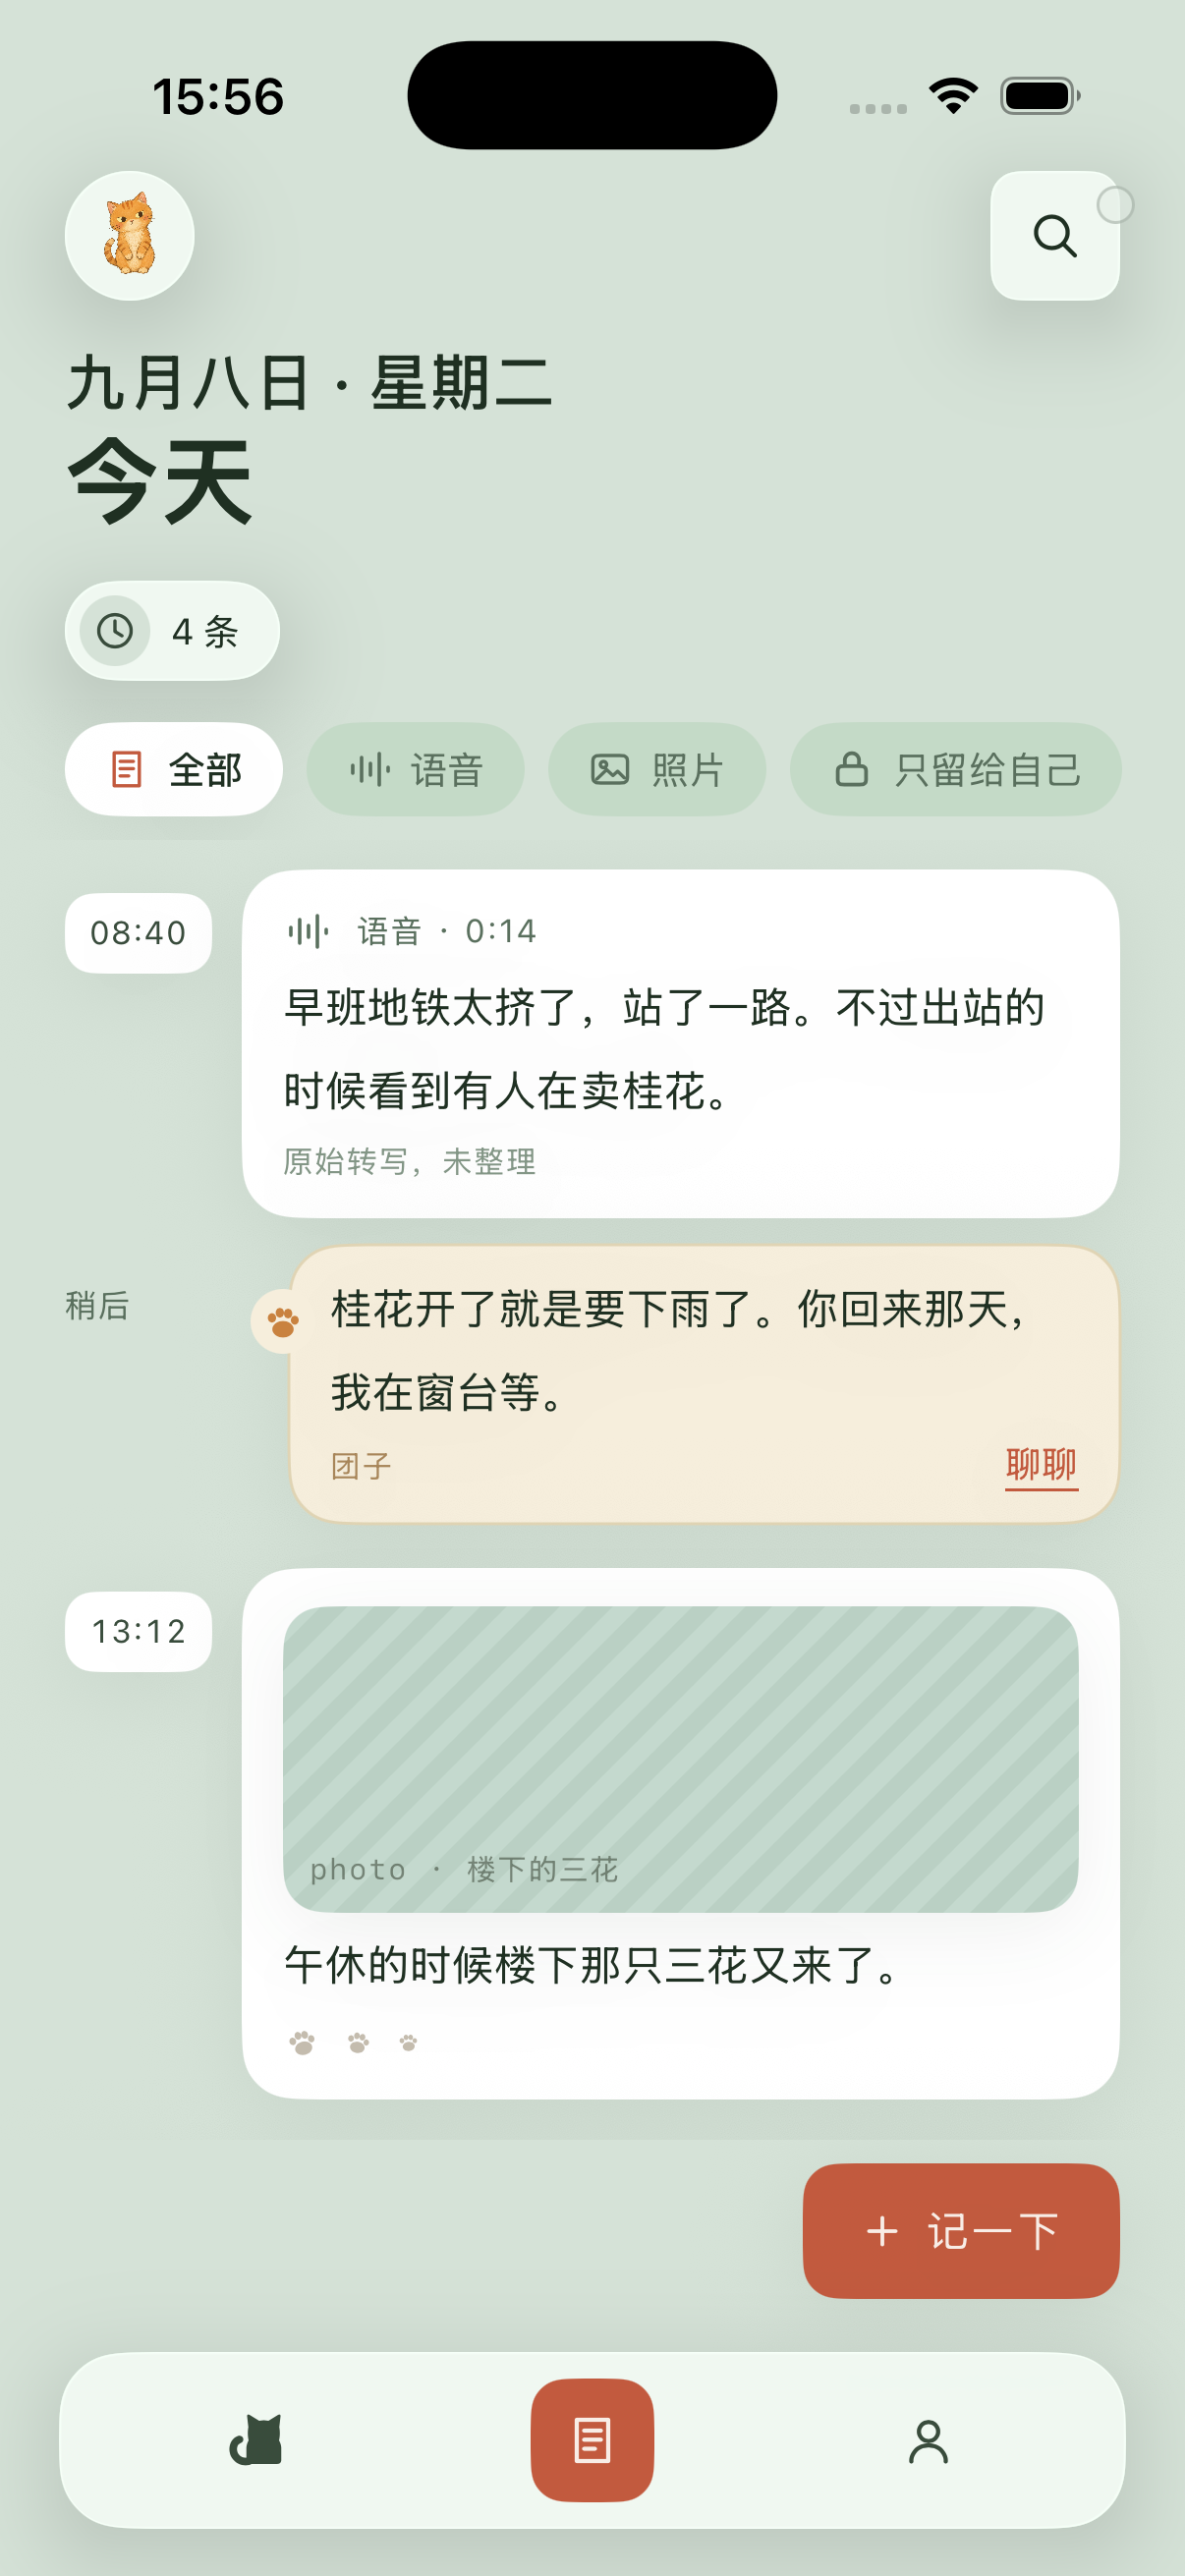 15:56
九月八日 · 星期二
今天
4 条
全部 语音 照片 只留给自己
08:40
语音 · 0:14
早班地铁太挤了，站了一路。不过出站的
时候看到有人在卖桂花。
原始转写，未整理
稍后
桂花开了就是要下雨了。你回来那天，
我在窗台等。
团子
聊聊
13:12
photo · 楼下的三花
午休的时候楼下那只三花又来了。
+ 记一下